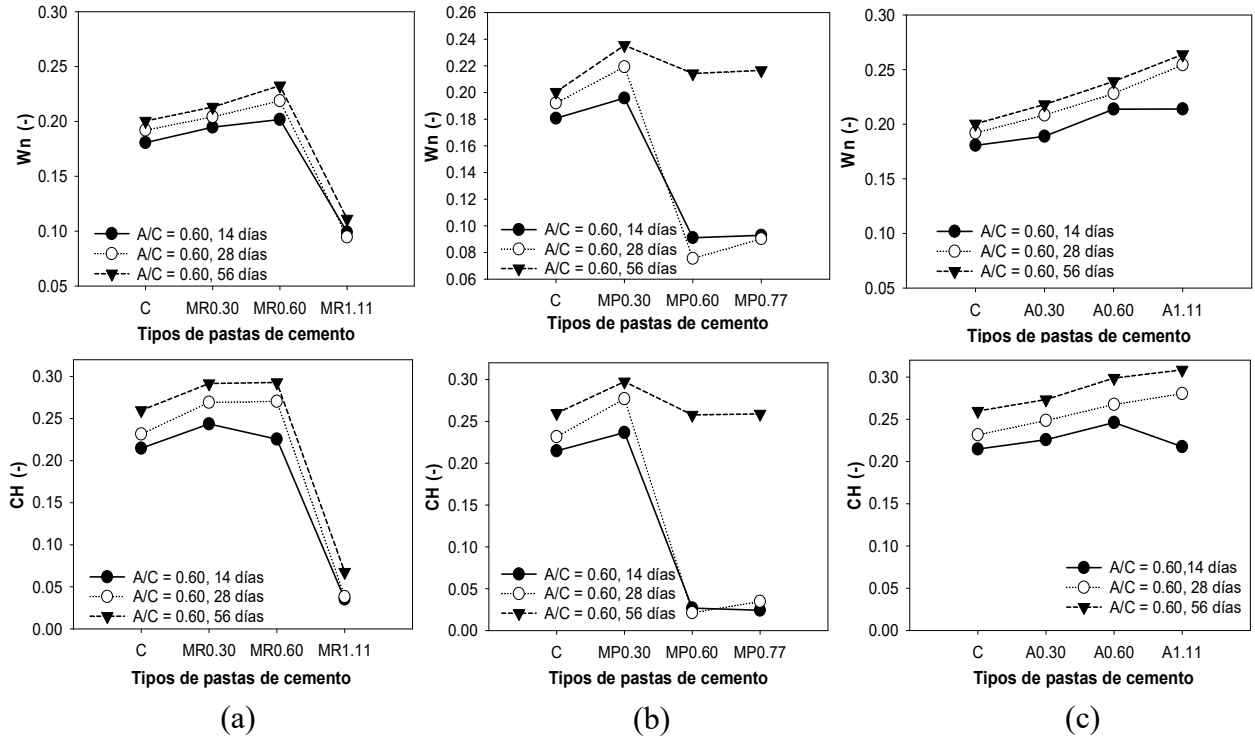 0.30
0.25
0.20
0.15
0.10
0.05
Wn (-)
A/C = 0.60, 14 días
A/C = 0.60, 28 días
A/C = 0.60, 56 días
C MR0.30 MR0.60 MR1.11
Tipos de pastas de cemento
0.26
0.24
0.22
0.20
0.18
0.16
0.14
0.12
0.10
0.08
0.06
Wn (-)
A/C = 0.60, 14 días
A/C = 0.60, 28 días
A/C = 0.60, 56 días
C MP0.30 MP0.60 MP0.77
Tipos de pastas de cemento
0.30
0.25
0.20
0.15
0.10
0.05
Wn (-)
A/C = 0.60, 14 días
A/C = 0.60, 28 días
A/C = 0.60, 56 días
C A0.30 A0.60 A1.11
Tipos de pastas de cemento
0.30
0.25
0.20
0.15
0.10
0.05
0.00
CH (-)
A/C = 0.60, 14 días
A/C = 0.60, 28 días
A/C = 0.60, 56 días
C MR0.30 MR0.60 MR1.11
Tipos de pastas de cemento
0.30
0.25
0.20
0.15
0.10
0.05
0.00
CH (-)
A/C = 0.60, 14 días
A/C = 0.60, 28 días
A/C = 0.60, 56 días
C MP0.30 MP0.60 MP0.77
Tipos de pastas de cemento
0.30
0.25
0.20
0.15
0.10
0.05
0.00
CH (-)
A/C = 0.60,14 días
A/C = 0.60, 28 días
A/C = 0.60, 56 días
C A0.30 A0.60 A1.11
Tipos de pastas de cemento
(a) (b) (c)